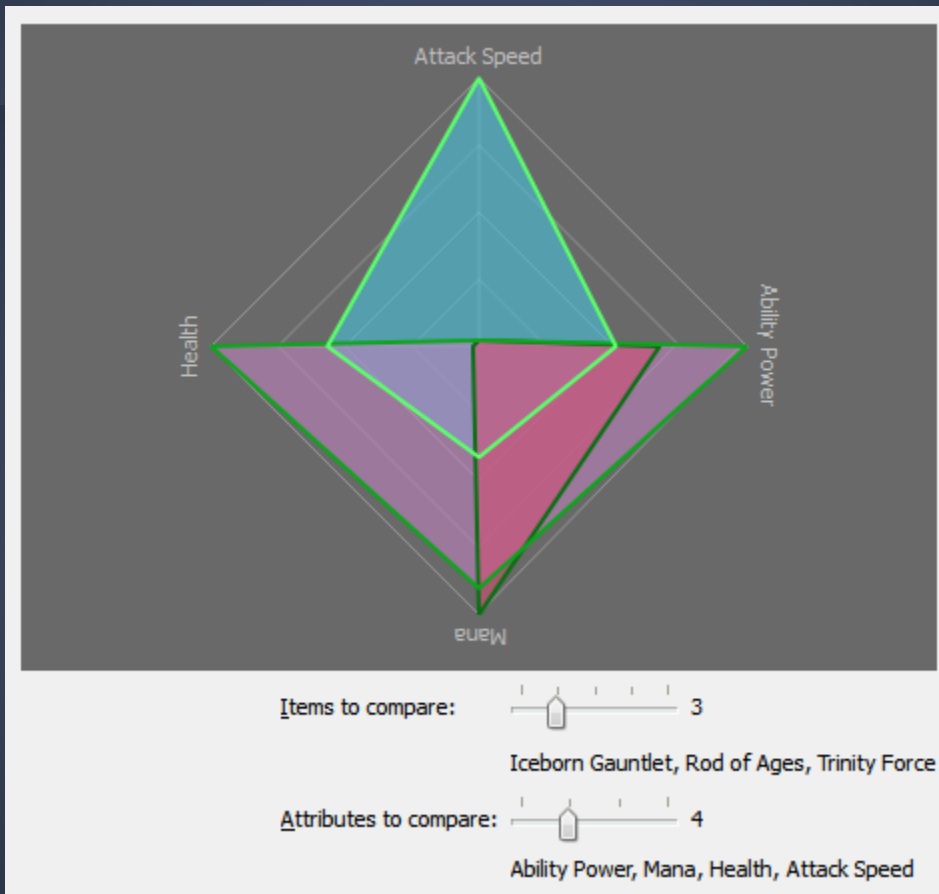 Attack Speed
Health
Ability Power
Mana
Items to compare: 3
Iceborn Gauntlet, Rod of Ages, Trinity Force
Attributes to compare: 4
Ability Power, Mana, Health, Attack Speed